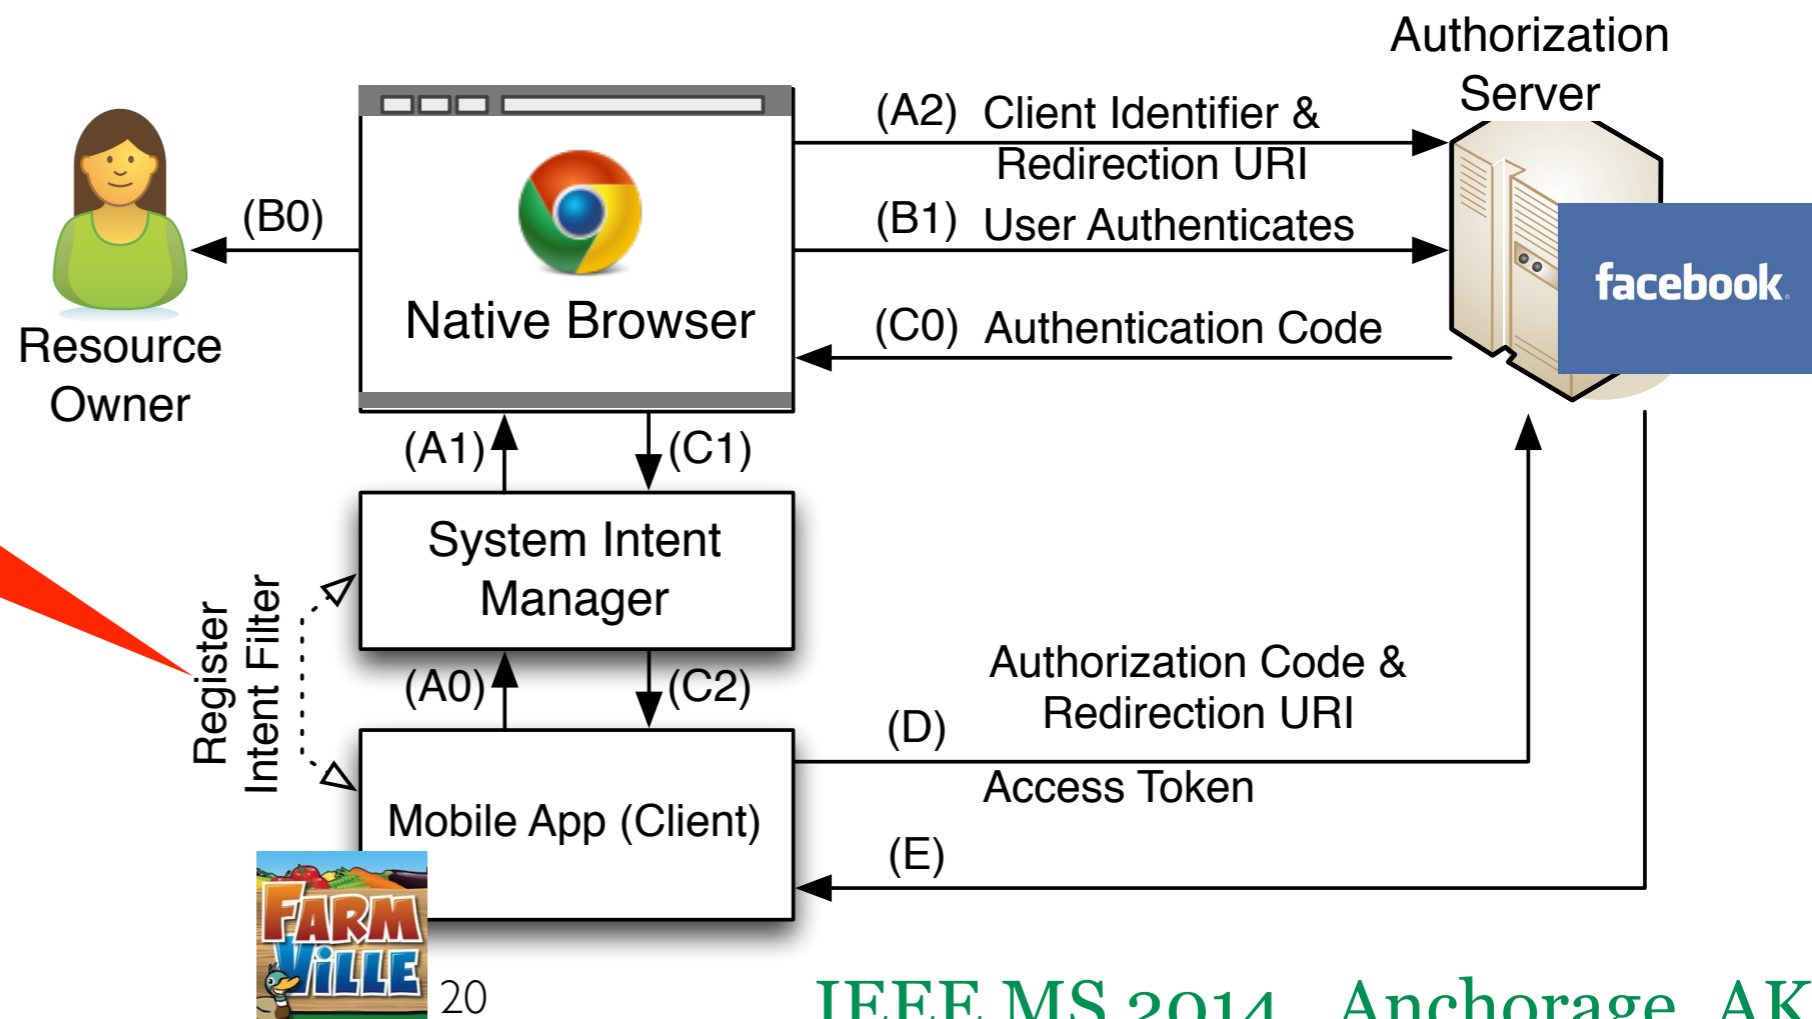 Authorization
Server
(A2) Client Identifier &
Redirection URI
(B0)
(B1) User Authenticates
facebook
(C0) Authentication Code
Native Browser
Resource
Owner
(A1)
(C1)
System Intent
Manager
Register
Intent Filter
(A0)
(C2)
Authorization Code &
Redirection URI
(D)
Access Token
Mobile App (Client)
(E)
FARM
VILLE
20
IEEE MS 2014, Anchorage, AK